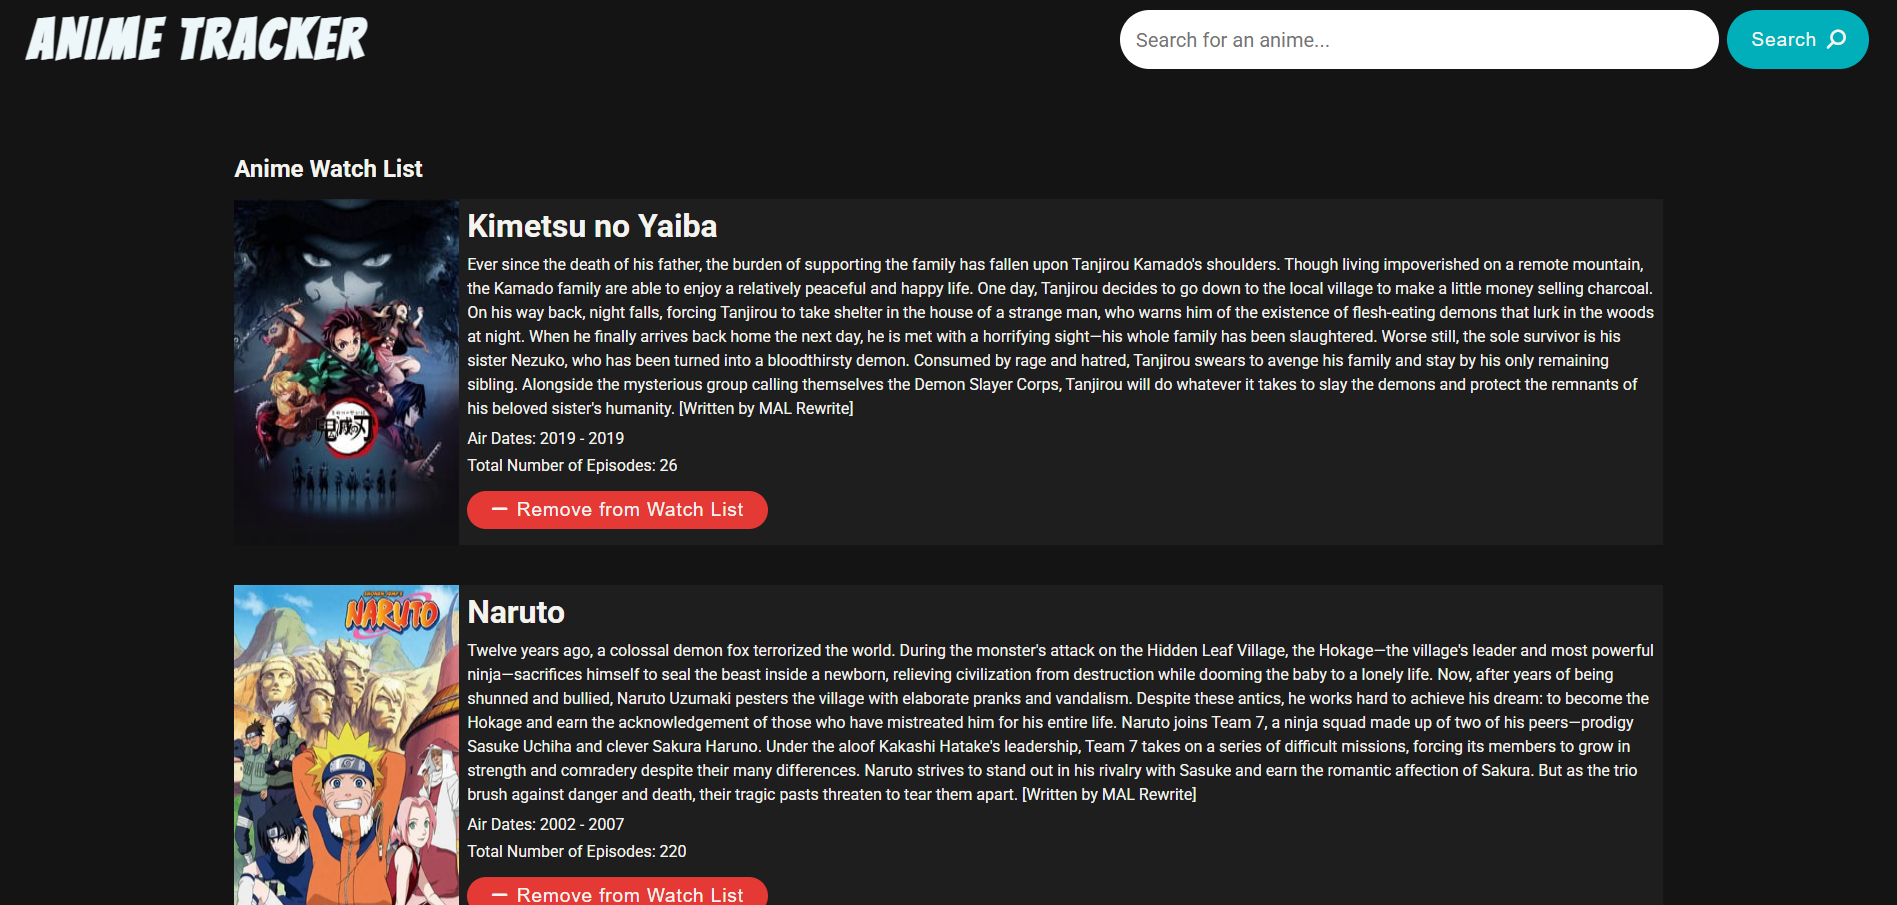 ANIME TRACKER
Search for an anime...
Search
Anime Watch List
Kimetsu no Yaiba
Ever since the death of his father, the burden of supporting the family has fallen upon Tanjirou Kamado's shoulders. Though living impoverished on a remote mountain,
the Kamado family are able to enjoy a relatively peaceful and happy life. One day, Tanjirou decides to go down to the local village to make a little money selling charcoal.
On his way back, night falls, forcing Tanjirou to take shelter in the house of a strange man, who warns him of the existence of flesh-eating demons that lurk in the woods
at night. When he finally arrives back home the next day, he is met with a horrifying sight—his whole family has been slaughtered. Worse still, the sole survivor is his
sister Nezuko, who has been turned into a bloodthirsty demon. Consumed by rage and hatred, Tanjirou swears to avenge his family and stay by his only remaining
sibling. Alongside the mysterious group calling themselves the Demon Slayer Corps, Tanjirou will do whatever it takes to slay the demons and protect the remnants of
his beloved sister's humanity. [Written by MAL Rewrite]
Air Dates: 2019 - 2019
Total Number of Episodes: 26
Remove from Watch List
鬼滅の刃
Naruto
Twelve years ago, a colossal demon fox terrorized the world. During the monster's attack on the Hidden Leaf Village, the Hokage—the village's leader and most powerful
ninja—sacrifices himself to seal the beast inside a newborn, relieving civilization from destruction while dooming the baby to a lonely life. Now, after years of being
shunned and bullied, Naruto Uzumaki pesters the village with elaborate pranks and vandalism. Despite these antics, he works hard to achieve his dream: to become the
Hokage and earn the acknowledgement of those who have mistreated him for his entire life. Naruto joins Team 7, a ninja squad made up of two of his peers—prodigy
Sasuke Uchiha and clever Sakura Haruno. Under the aloof Kakashi Hatake's leadership, Team 7 takes on a series of difficult missions, forcing its members to grow in
strength and comradery despite their many differences. Naruto strives to stand out in his rivalry with Sasuke and earn the romantic affection of Sakura. But as the trio
brush against danger and death, their tragic pasts threaten to tear them apart. [Written by MAL Rewrite]
Air Dates: 2002 - 2007
Total Number of Episodes: 220
Remove from Watch List
NARUTO